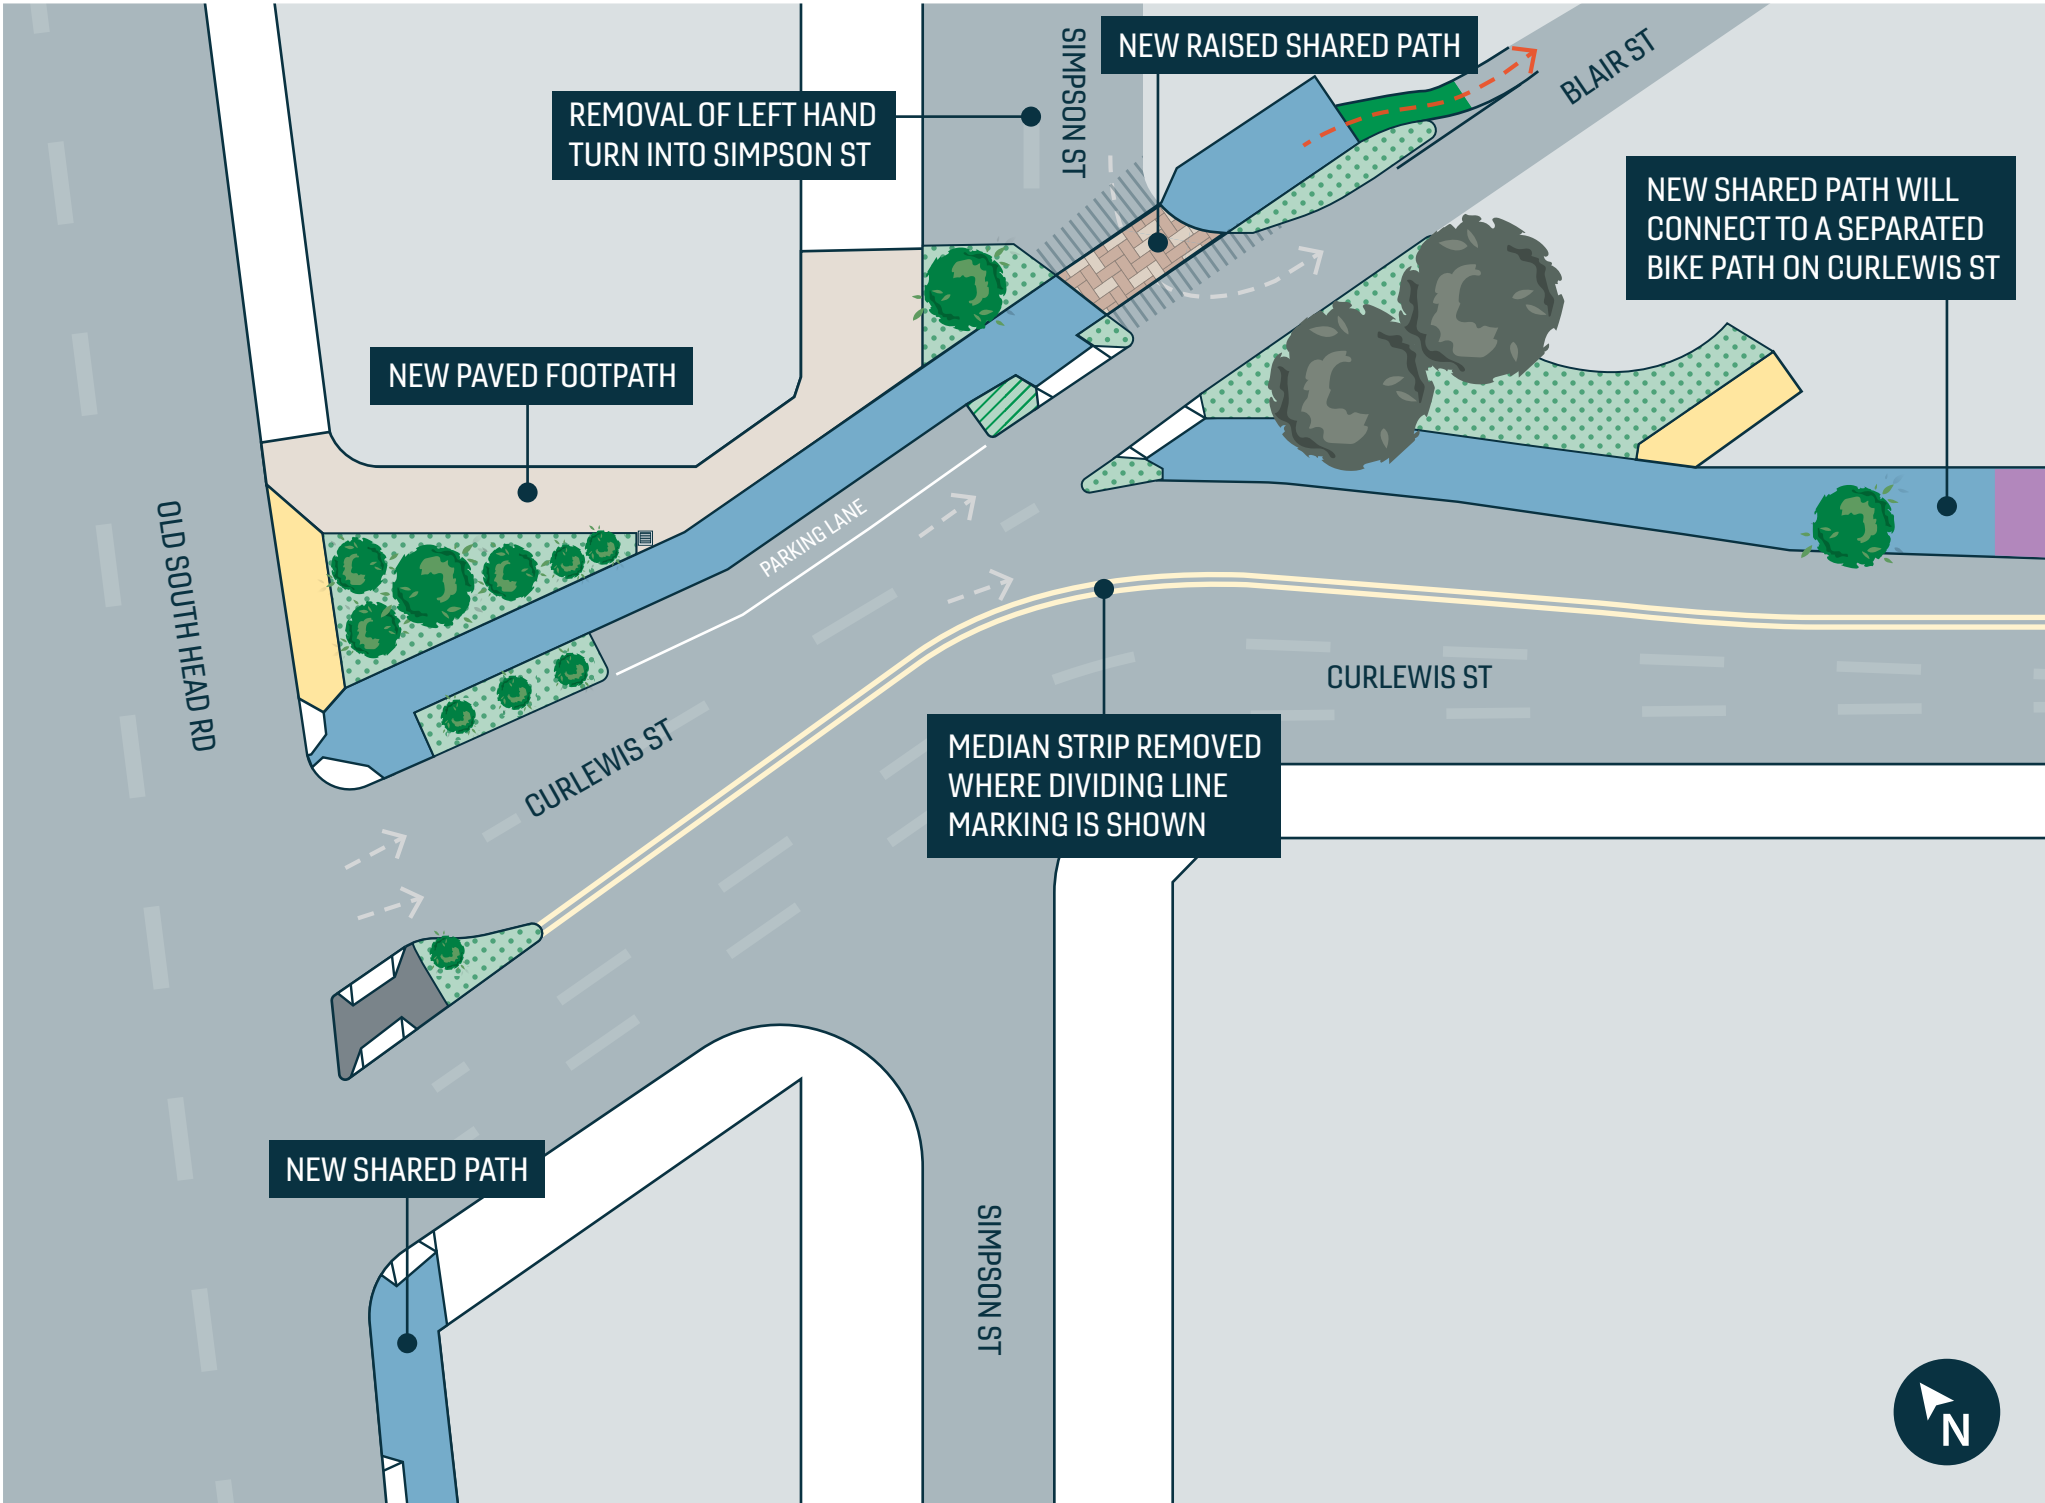 SIMPSON ST
NEW RAISED SHARED PATH
BLAIR ST
REMOVAL OF LEFT HAND
TURN INTO SIMPSON ST
NEW SHARED PATH WILL
CONNECT TO A SEPARATED
BIKE PATH ON CURLEWIS ST
NEW PAVED FOOTPATH
OLD SOUTH HEAD RD
PARKING LANE
CURLEWIS ST
CURLEWIS ST
MEDIAN STRIP REMOVED
WHERE DIVIDING LINE
MARKING IS SHOWN
NEW SHARED PATH
SIMPSON ST
N